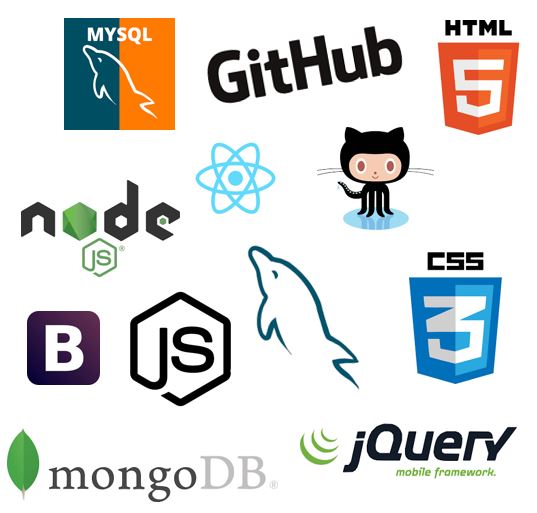 MYSQL
GitHub
HTML
5
node
JS®
CSS
3
B
JS
mongoDB®
jQuery
mobile framework.